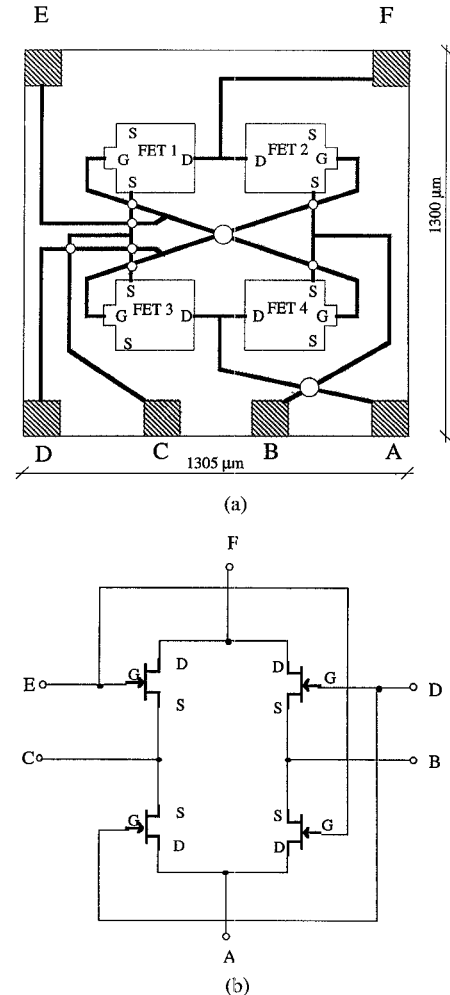 E F
S S
FET 1 FET 2
G D D G
S S
1300 µm
S S
FET 3 FET 4
G D D G
S S
D C B A
1305 µm
(a)
F
D D
G G
E D
S S
C B
S S
G G
D D
A
(b)